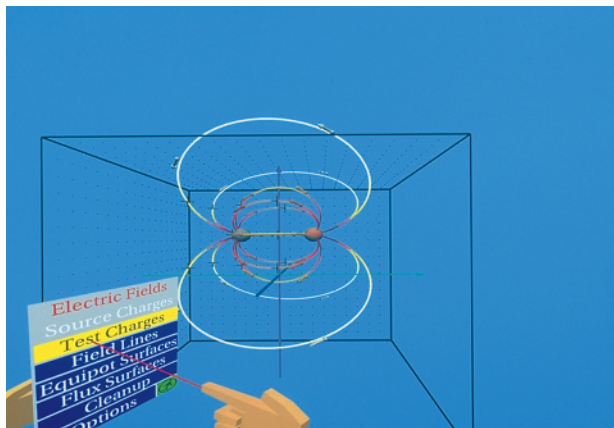 Electric Fields
Source Charges
Test Charges
Field Lines
Equipot Surfaces
Flux Surfaces
Cleanup
Options